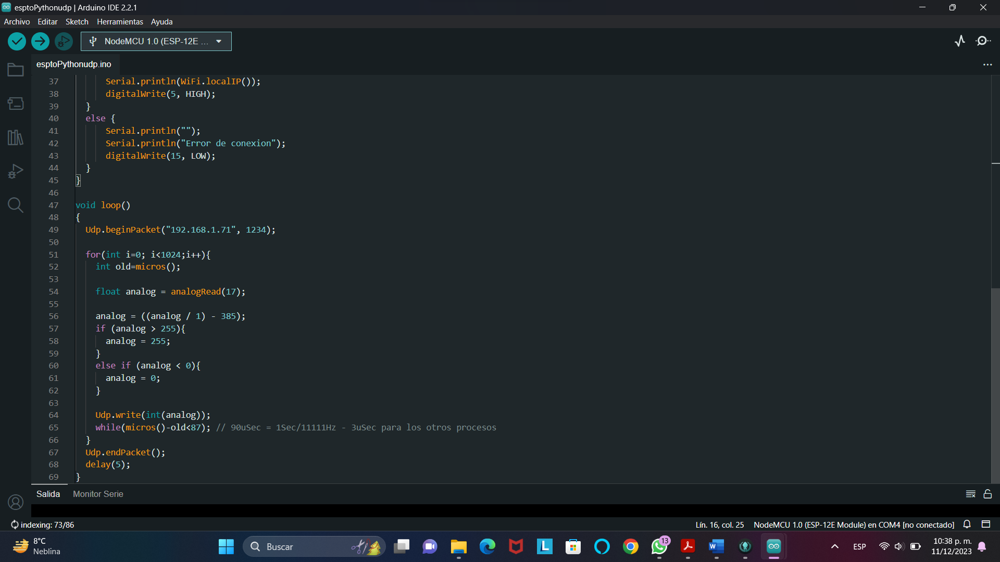 esptoPythonudp | Arduino IDE 2.2.1
Archivo Editar Sketch Herramientas Ayuda
NodeMCU 1.0 (ESP-12E ...
esptoPythonudp.ino
37 Serial.println(WiFi.localIP());
38 digitalWrite(5, HIGH);
39 }
40 else {
41 Serial.println("");
42 Serial.println("Error de conexion");
43 digitalWrite(15, LOW);
44 }
45 }
46
47 void loop()
48 {
49 Udp.beginPacket("192.168.1.71", 1234);
50
51 for(int i=0; i<1024;i++){
52 int old=micros();
53
54 float analog = analogRead(17);
55
56 analog = ((analog / 1) - 385);
57 if (analog > 255){
58 analog = 255;
59 }
60 else if (analog < 0){
61 analog = 0;
62 }
63
64 Udp.write(int(analog));
65 while(micros()-old<87); // 90uSec = 1Sec/11111Hz - 3uSec para los otros procesos
66 }
67 Udp.endPacket();
68 delay(5);
69 }
Salida Monitor Serie
indexing: 73/86 Lín. 16, col. 25 NodeMCU 1.0 (ESP-12E Module) en COM4 [no conectado]
8°C
Neblina
Buscar
L
13
W
ESP
10:38 p. m.
11/12/2023